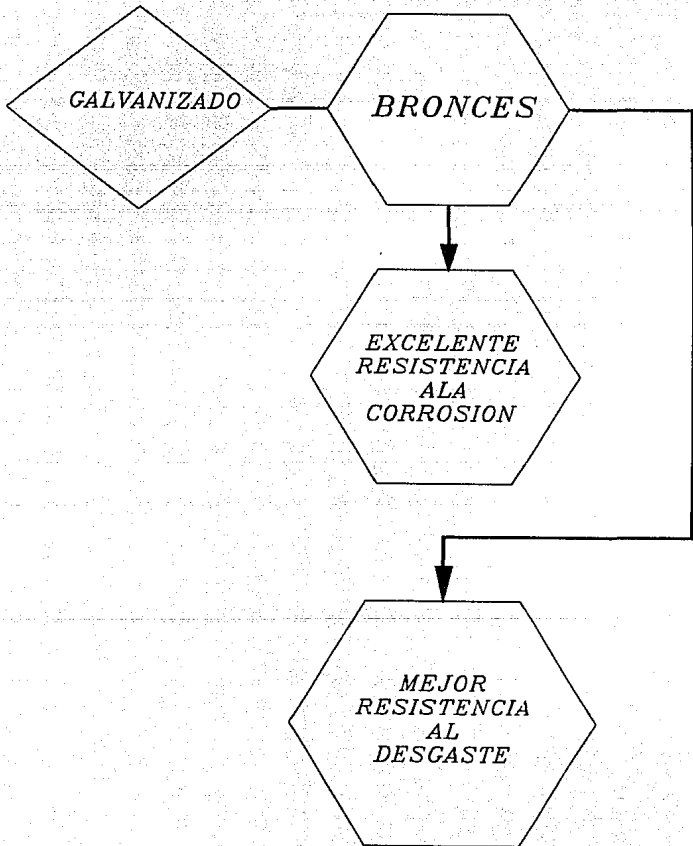 GALVANIZADO
BRONCES
EXCELENTE
RESISTENCIA
ALA
CORROSION
MEJOR
RESISTENCIA
AL
DESGASTE